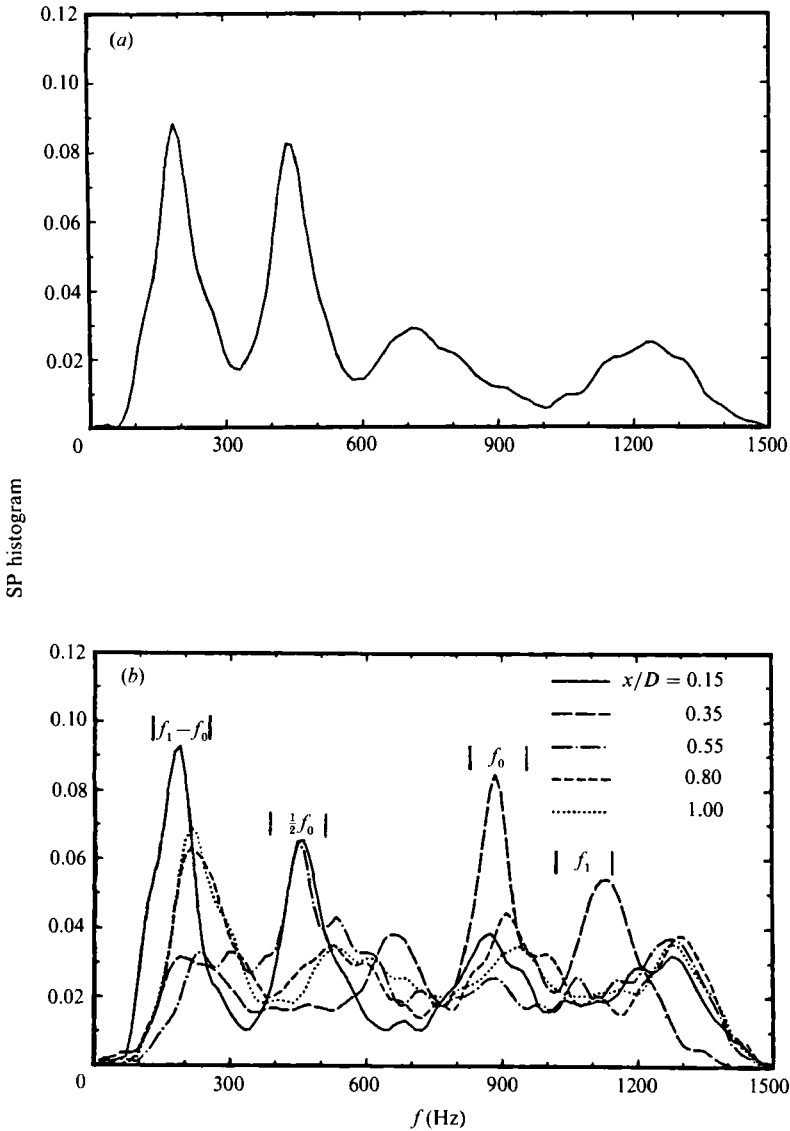 0.12
(a)
0.10
0.08
0.06
0.04
0.02
0 300 600 900 1200 1500
SP histogram
0.12
(b)
x/D = 0.15
0.35
0.55
0.80
1.00
0.10
|f₁−f₀|
| f₀ |
0.08
| ½f₀ |
0.06
| f₁ |
0.04
0.02
0 300 600 900 1200 1500
f (Hz)